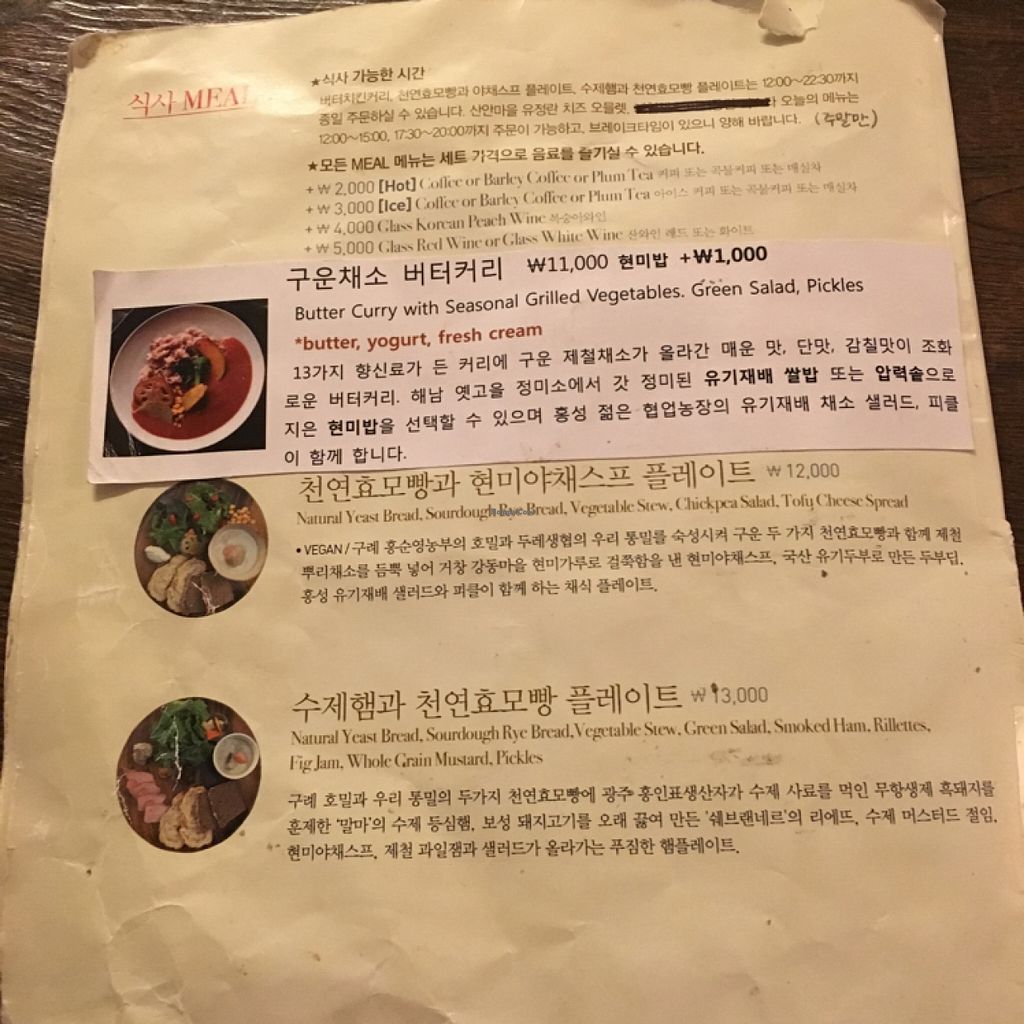 식사 MEAL
★식사 가능한 시간
버터치킨커리, 천연효모빵과 야채스프 플레이트, 수제햄과 천연효모빵 플레이트는 12:00~22:30까지
종일 주문하실 수 있습니다. 산안마을 유정란 치즈 오믈렛, 와 오늘의 메뉴는
12:00~15:00, 17:30~20:00까지 주문이 가능하고, 브레이크타임이 있으니 양해 바랍니다. (주말만)
★모든 MEAL 메뉴는 세트 가격으로 음료를 즐기실 수 있습니다.
+ ₩ 2,000 [Hot] Coffee or Barley Coffee or Plum Tea 커피 또는 곡물커피 또는 매실차
+ ₩ 3,000 [Ice] Coffee or Barley Coffee or Plum Tea 아이스 커피 또는 곡물커피 또는 매실차
+ ₩ 4,000 Glass Korean Peach Wine 복숭아와인
+ ₩ 5,000 Glass Red Wine or Glass White Wine 산와인 레드 또는 화이트
구운채소 버터커리 ₩11,000 현미밥 +₩1,000
Butter Curry with Seasonal Grilled Vegetables. Green Salad, Pickles
*butter, yogurt, fresh cream
13가지 향신료가 든 커리에 구운 제철채소가 올라간 매운 맛, 단맛, 감칠맛이 조화
로운 버터커리. 해남 옛고을 정미소에서 갓 정미된 유기재배 쌀밥 또는 압력솥으로
지은 현미밥을 선택할 수 있으며 홍성 젊은 협업농장의 유기재배 채소 샐러드, 피클
이 함께 합니다.
천연효모빵과 현미야채스프 플레이트 ₩ 12,000
Natural Yeast Bread, Sourdough Rye Bread, Vegetable Stew, Chickpea Salad, Tofu Cheese Spread
• VEGAN / 구례 홍순영농부의 호밀과 두레생협의 우리 통밀을 숙성시켜 구운 두 가지 천연효모빵과 함께 제철
뿌리채소를 듬뿍 넣어 거창 강동마을 현미가루로 걸쭉함을 낸 현미야채스프, 국산 유기두부로 만든 두부딥,
홍성 유기재배 샐러드와 피클이 함께 하는 채식 플레이트.
수제햄과 천연효모빵 플레이트 ₩ 13,000
Natural Yeast Bread, Sourdough Rye Bread, Vegetable Stew, Green Salad, Smoked Ham, Rillettes,
Fig Jam, Whole Grain Mustard, Pickles
구례 호밀과 우리 통밀의 두가지 천연효모빵에 광주 홍인표생산자가 수제 사료를 먹인 무항생제 흑돼지를
훈제한 '말마'의 수제 등심햄, 보성 돼지고기를 오래 끓여 만든 '쉐브랜네르'의 리에뜨, 수제 머스터드 절임,
현미야채스프, 제철 과일잼과 샐러드가 올라가는 푸짐한 햄플레이트.